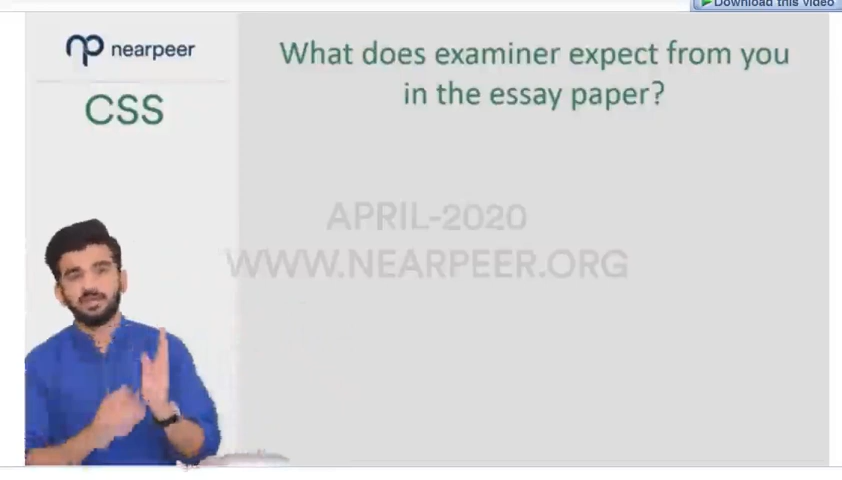 Download this video
nearpeer
CSS
What does examiner expect from you
in the essay paper?
APRIL-2020
WWW.NEARPEER.ORG